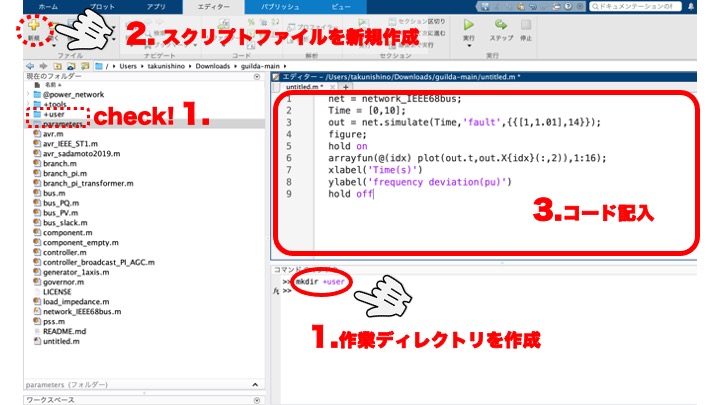 ホーム
プロット
アプリ
エディター
パブリッシュ
ビュー
ドキュメンテーションの検
新規
2. スクリプトファイルを新規作成
プロファイラー
セクション区切り
実行
ステップ
停止
ファイル
ナビゲート
コード
解析
セクション
実行
/ › Users › takunishino › Downloads › guilda-main ›
現在のフォルダー
名前
@power_network
+tools
+user
parameters
check! 1.
avr.m
avr_IEEE_ST1.m
avr_sadamoto2019.m
branch.m
branch_pi.m
branch_pi_transformer.m
bus.m
bus_PQ.m
bus_PV.m
bus_slack.m
component.m
component_empty.m
controller.m
controller_broadcast_PI_AGC.m
generator_1axis.m
governor.m
LICENSE
load_impedance.m
network_IEEE68bus.m
pss.m
README.md
untitled.m
parameters (フォルダー)
ワークスペース
エディター - /Users/takunishino/Downloads/guilda-main/untitled.m *
untitled.m *
1 net = network_IEEE68bus;
2 Time = [0,10];
3 out = net.simulate(Time,'fault',{{[1,1.01],14}});
4 figure;
5 hold on
6 arrayfun(@(idx) plot(out.t,out.X{idx}(:,2)),1:16);
7 xlabel('Time(s)')
8 ylabel('frequency deviation(pu)')
9 hold off
3.コード記入
>> mkdir +user
fx >>
1.作業ディレクトリを作成